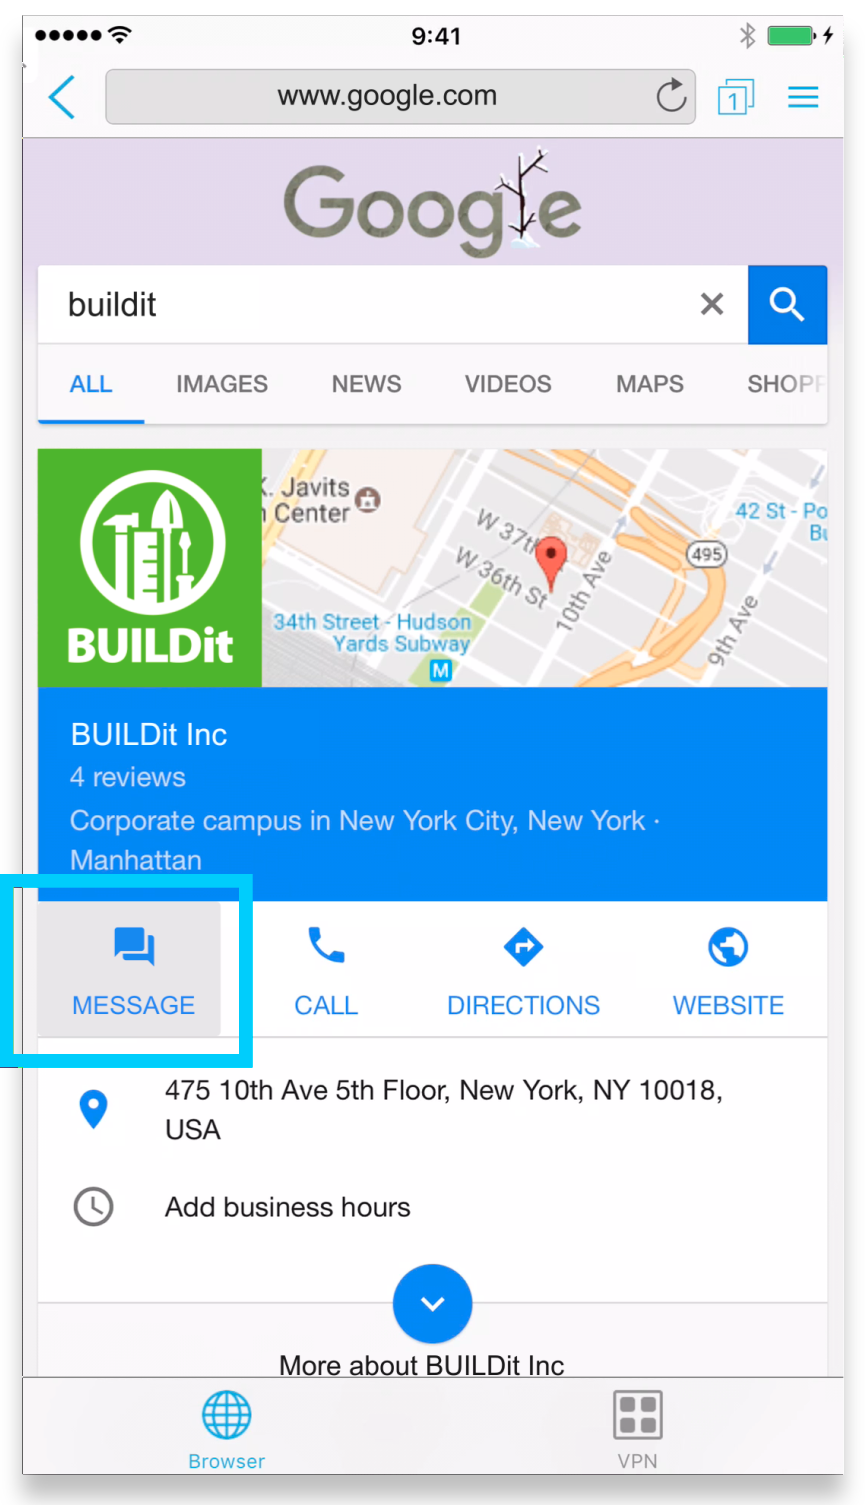 9:41
www.google.com
1
Google
buildit
ALL IMAGES NEWS VIDEOS MAPS SHOPP
K. Javits
Center
W 37th
W 36th St
10th Ave
9th Ave
495
42 St - Po
Bu
34th Street - Hudson
Yards Subway
M
BUILDit
BUILDit Inc
4 reviews
Corporate campus in New York City, New York ·
Manhattan
MESSAGE CALL DIRECTIONS WEBSITE
475 10th Ave 5th Floor, New York, NY 10018,
USA
Add business hours
More about BUILDit Inc
Browser VPN